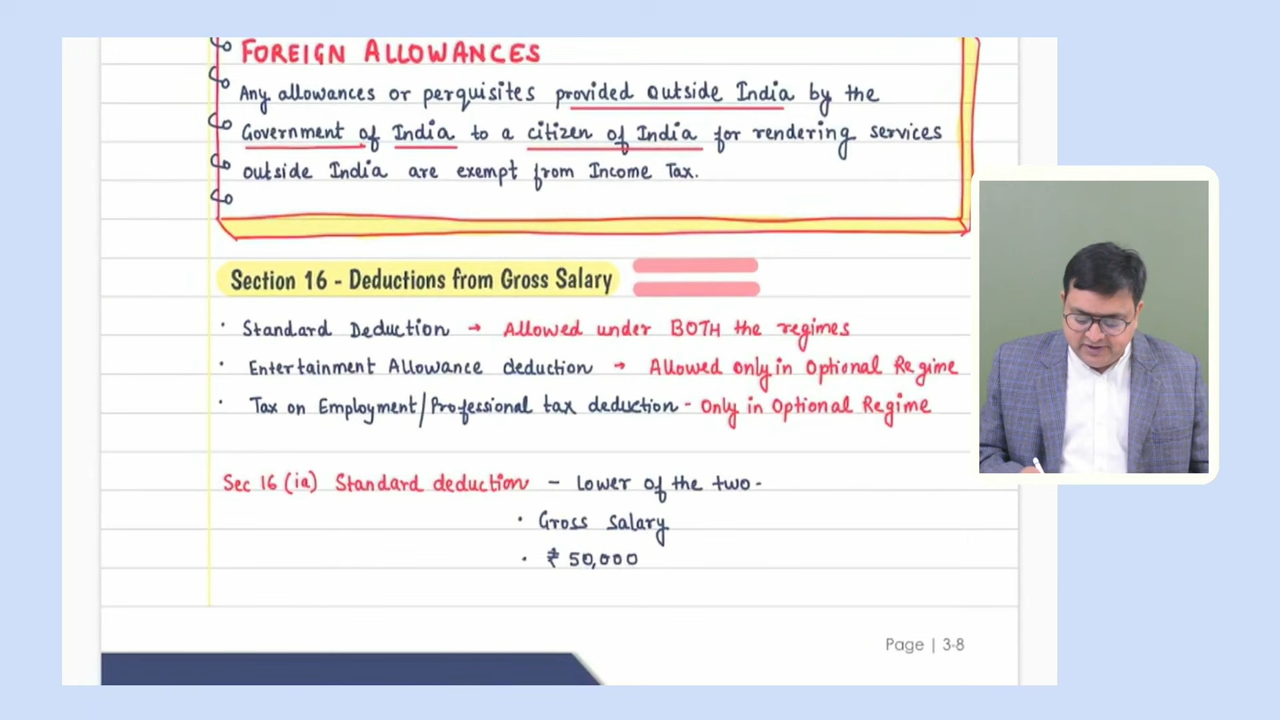 FOREIGN ALLOWANCES
Any allowances or perquisites provided outside India by the
Government of India to a citizen of India for rendering services
outside India are exempt from Income Tax.
Section 16 - Deductions from Gross Salary
· Standard Deduction → Allowed under BOTH the regimes
· Entertainment Allowance deduction → Allowed only in Optional Regime
· Tax on Employment/Professional tax deduction - Only in Optional Regime
Sec 16 (ia) Standard deduction - Lower of the two -
· Gross Salary
· ₹ 50,000
Page | 3-8